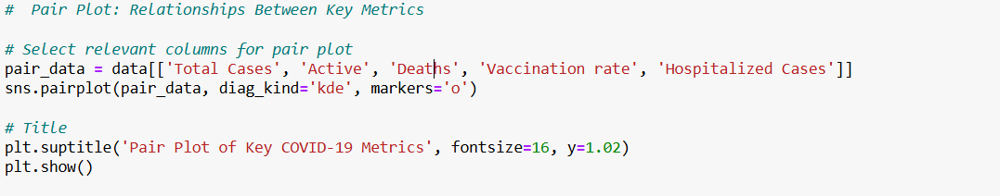 #  Pair Plot: Relationships Between Key Metrics
# Select relevant columns for pair plot
pair_data = data[['Total Cases', 'Active', 'Deaths', 'Vaccination rate', 'Hospitalized Cases']]
sns.pairplot(pair_data, diag_kind='kde', markers='o')
# Title
plt.suptitle('Pair Plot of Key COVID-19 Metrics', fontsize=16, y=1.02)
plt.show()